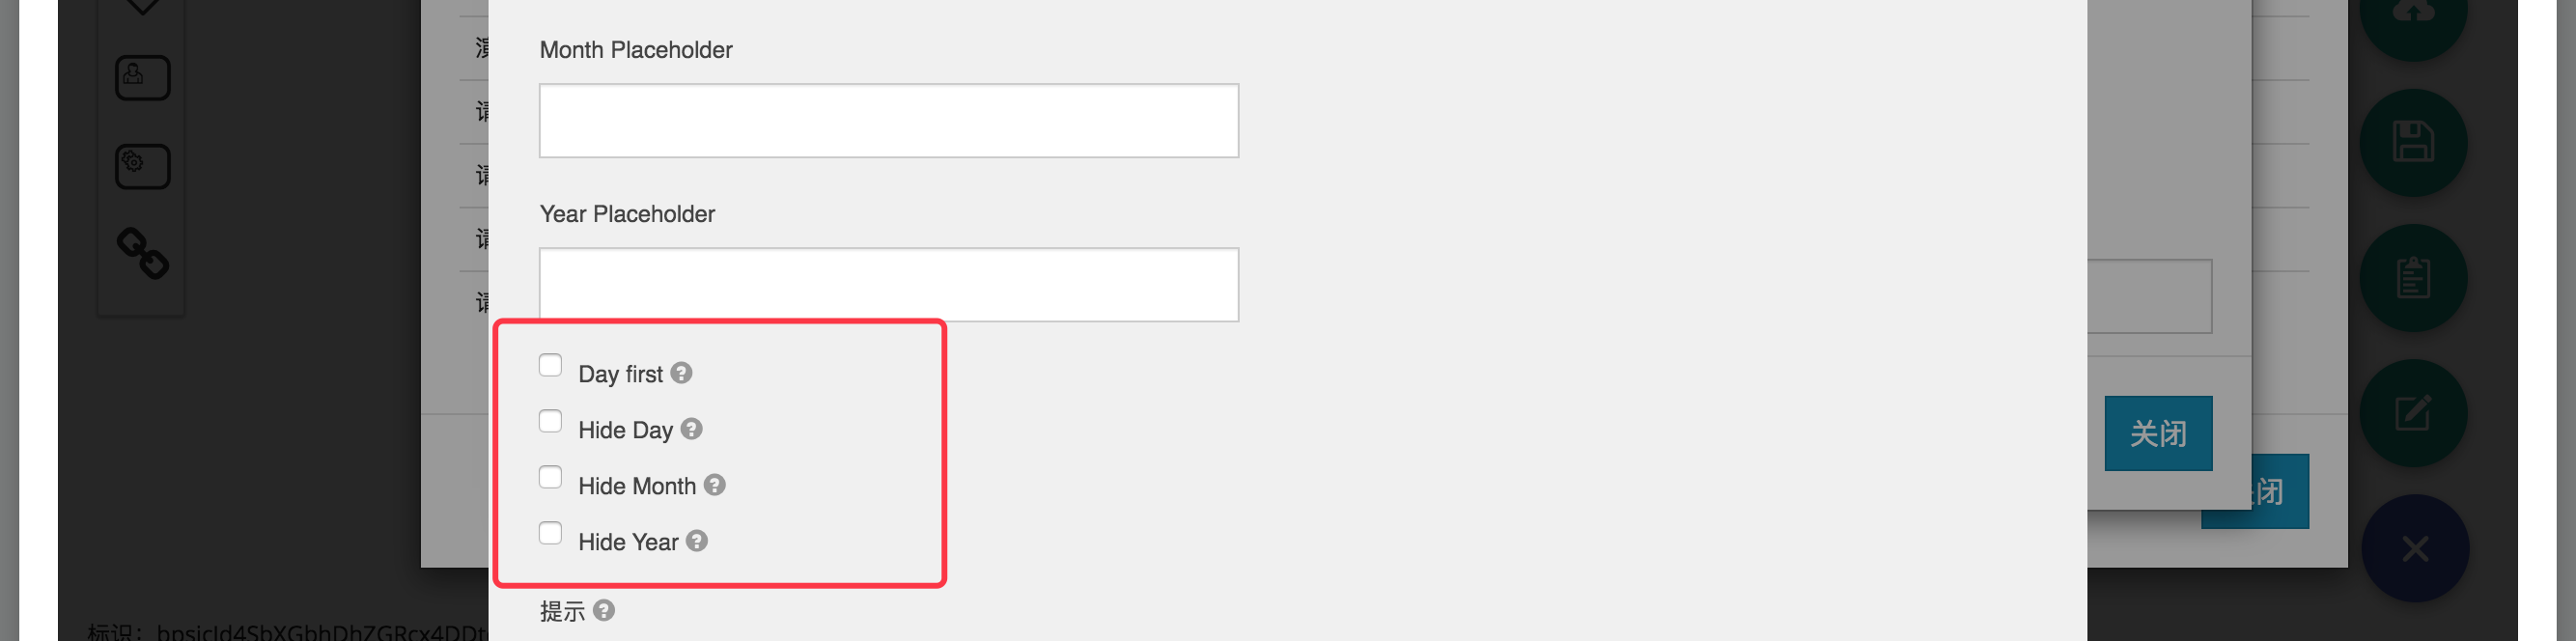 Month Placeholder
Year Placeholder
Day first
Hide Day
Hide Month
Hide Year
提示
关闭
闭
标识：bpsicId4SbXGbhDhZGRcx4DDt